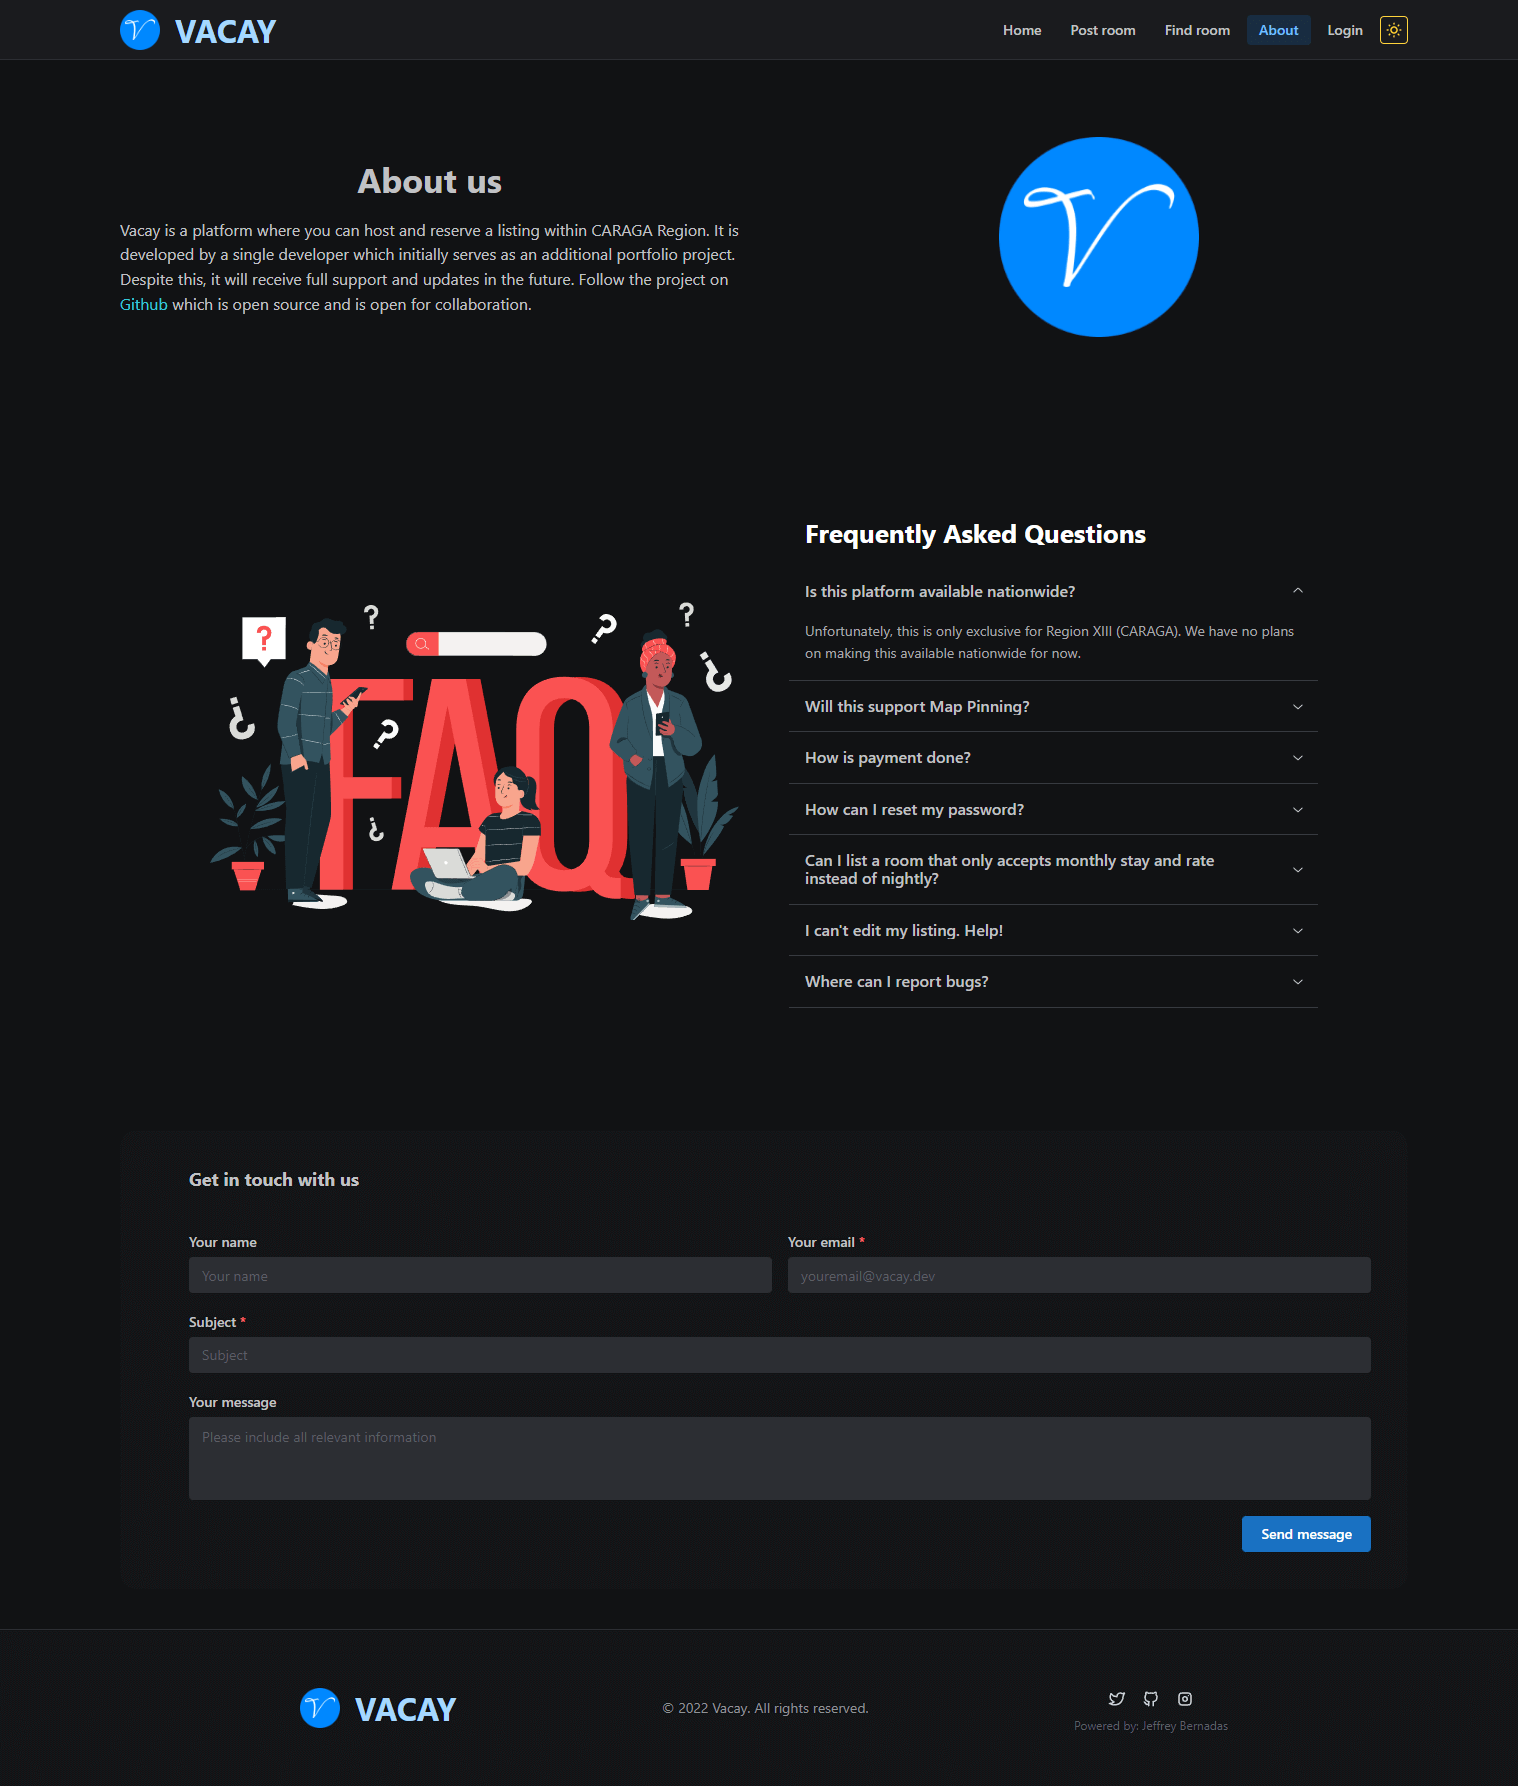 VACAY
Home
Post room
Find room
About
Login
About us
Vacay is a platform where you can host and reserve a listing within CARAGA Region. It is
developed by a single developer which initially serves as an additional portfolio project.
Despite this, it will receive full support and updates in the future. Follow the project on
Github which is open source and is open for collaboration.
V
FAQ
Frequently Asked Questions
Is this platform available nationwide?
Unfortunately, this is only exclusive for Region XIII (CARAGA). We have no plans
on making this available nationwide for now.
Will this support Map Pinning?
How is payment done?
How can I reset my password?
Can I list a room that only accepts monthly stay and rate
instead of nightly?
I can't edit my listing. Help!
Where can I report bugs?
Get in touch with us
Your name
Your name
Your email *
youremail@vacay.dev
Subject *
Subject
Your message
Please include all relevant information
Send message
VACAY
© 2022 Vacay. All rights reserved.
Powered by: Jeffrey Bernadas